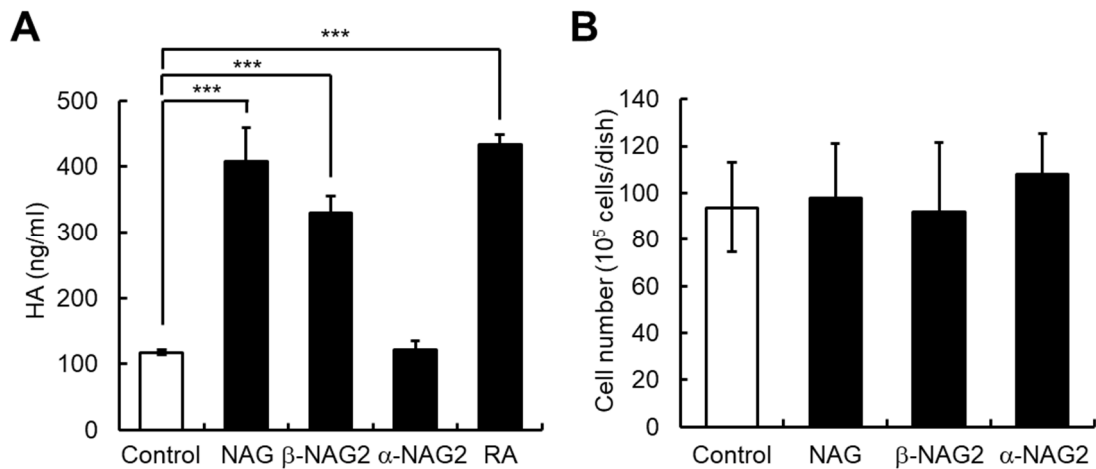 A
***
***
***
500
400
300
200
100
0
HA (ng/ml)
Control NAG β-NAG2 α-NAG2 RA
B
140
120
100
80
60
40
20
0
Cell number (10⁵ cells/dish)
Control NAG β-NAG2 α-NAG2